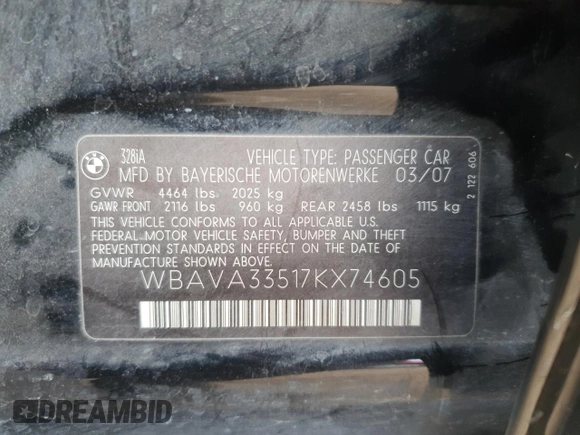 BMW
328iA
VEHICLE TYPE: PASSENGER CAR
MFD BY BAYERISCHE MOTORENWERKE 03/07
GVWR 4464 lbs 2025 kg
GAWR FRONT 2116 lbs 960 kg REAR 2458 lbs 1115 kg
THIS VEHICLE CONFORMS TO ALL APPLICABLE U.S.
FEDERAL MOTOR VEHICLE SAFETY, BUMPER AND THEFT
PREVENTION STANDARDS IN EFFECT ON THE DATE OF
MANUFACTURE SHOWN ABOVE.
WBAVA33517KX74605
2 122 606
DREAMBID